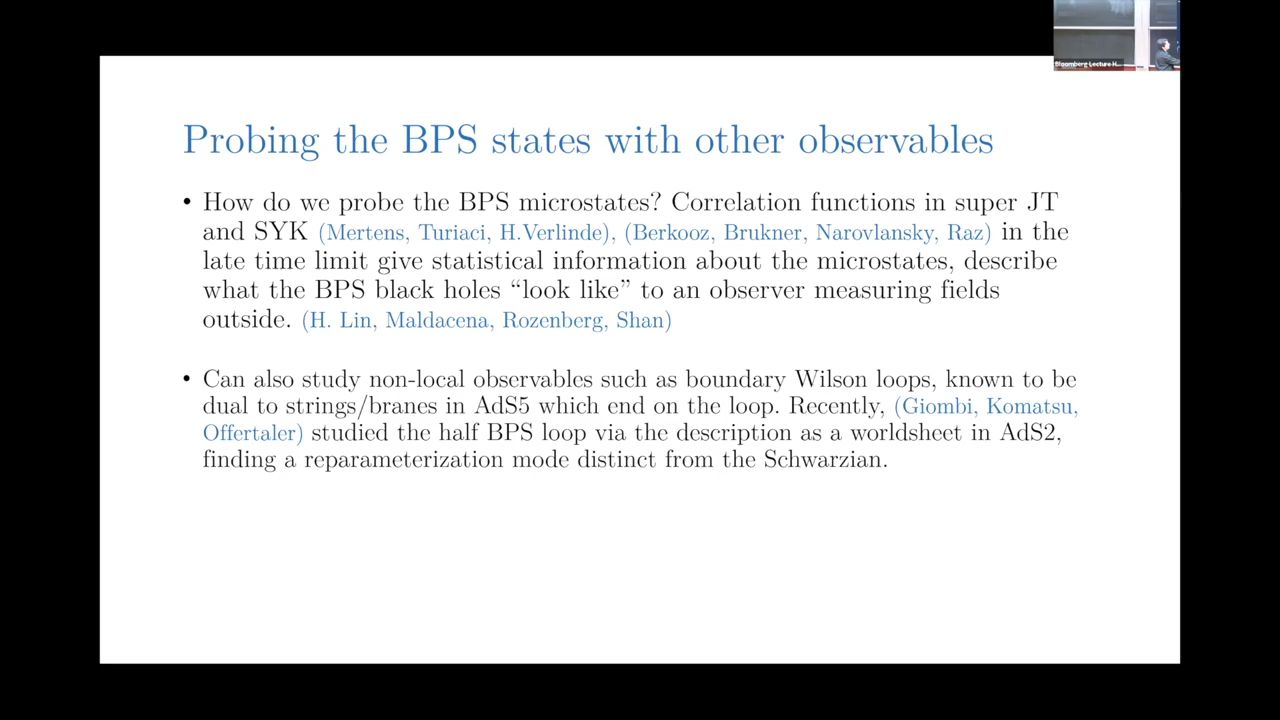 Bloomberg Lecture H...
Probing the BPS states with other observables
• How do we probe the BPS microstates? Correlation functions in super JT
and SYK (Mertens, Turiaci, H.Verlinde), (Berkooz, Brukner, Narovlansky, Raz) in the
late time limit give statistical information about the microstates, describe
what the BPS black holes “look like” to an observer measuring fields
outside. (H. Lin, Maldacena, Rozenberg, Shan)
• Can also study non-local observables such as boundary Wilson loops, known to be
dual to strings/branes in AdS5 which end on the loop. Recently, (Giombi, Komatsu,
Offertaler) studied the half BPS loop via the description as a worldsheet in AdS2,
finding a reparameterization mode distinct from the Schwarzian.